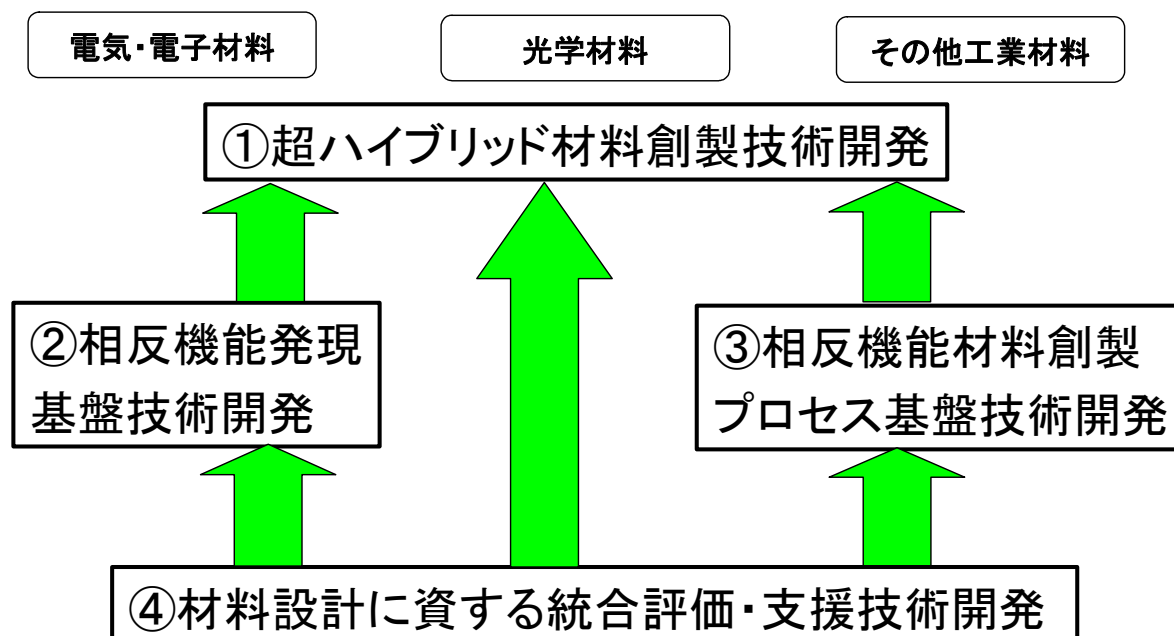 電気・電子材料
光学材料
その他工業材料
①超ハイブリッド材料創製技術開発
②相反機能発現
基盤技術開発
③相反機能材料創製
プロセス基盤技術開発
④材料設計に資する統合評価・支援技術開発